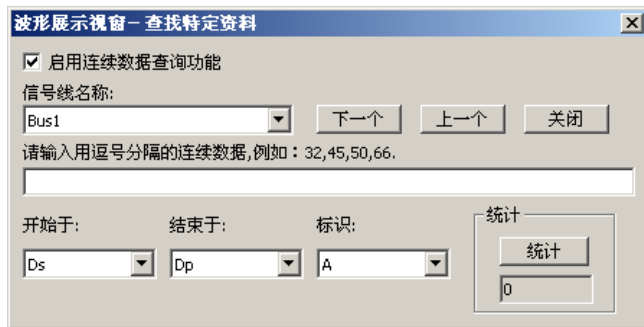 波形展示視窗－查找特定资料
启用连续数据查询功能
信号线名称:
Bus1 下一个 上一个 关闭
请输入用逗号分隔的连续数据,例如：32,45,50,66.
开始于: 结束于: 标识: 统计
Ds Dp A 统计
0